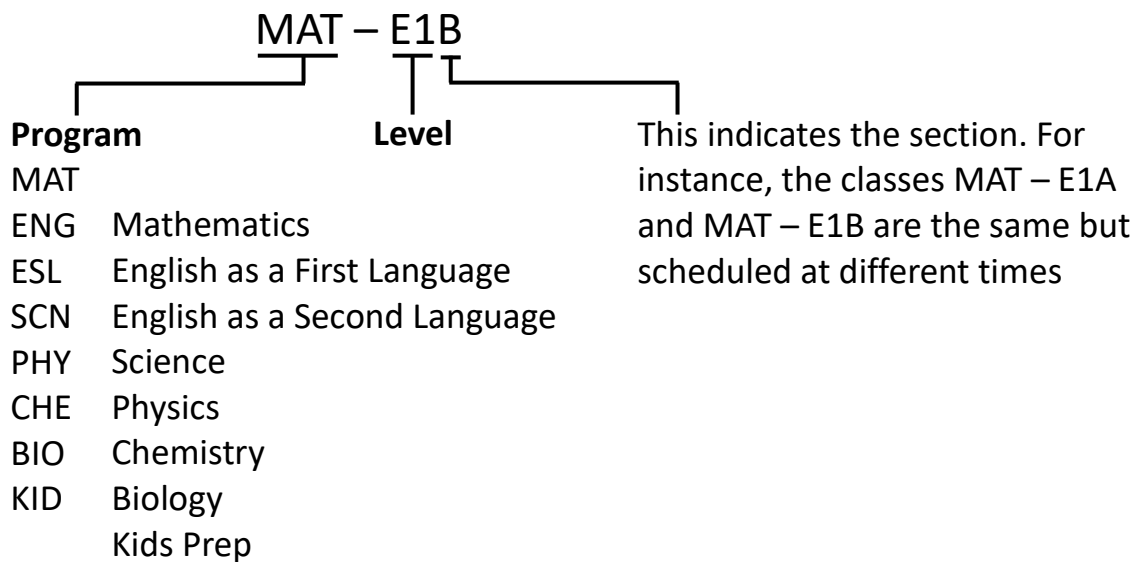 MAT – E1B
Program
Level
MAT
ENG Mathematics
ESL English as a First Language
SCN English as a Second Language
PHY Science
CHE Physics
BIO Chemistry
KID Biology
Kids Prep
This indicates the section. For
instance, the classes MAT – E1A
and MAT – E1B are the same but
scheduled at different times